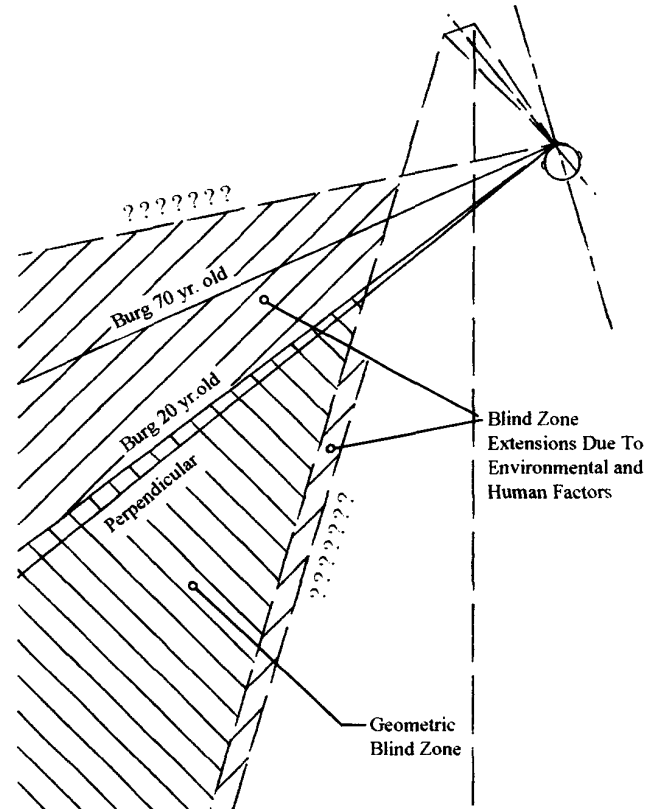 ???????
Burg 70 yr. old
Burg 20 yr.old
Perpendicular
Blind Zone
Extensions Due To
Environmental and
Human Factors
????????
Geometric
Blind Zone